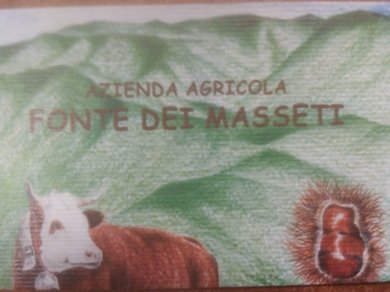 AZIENDA AGRICOLA
FONTE DEI MASSETI